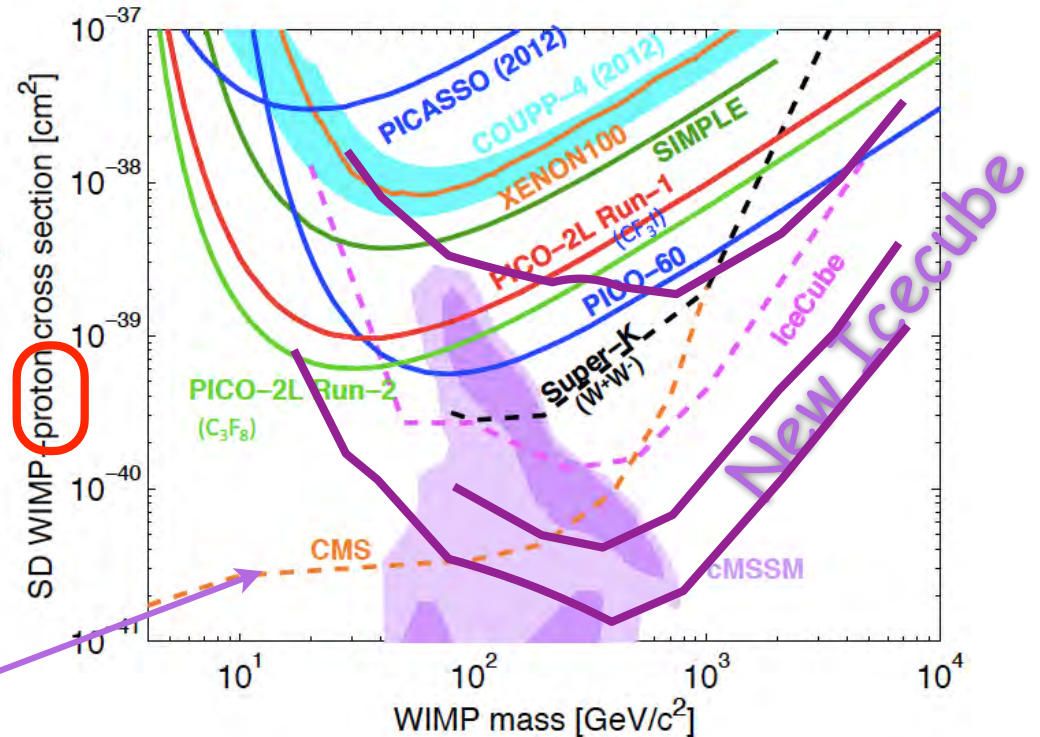 10−37
10−38
10−39
10−40
10−41
SD WIMP−proton cross section [cm2]
PICASSO (2012)
COUPP−4 (2012)
XENON100
SIMPLE
PICO−2L Run−1
(CF3I)
PICO−60
Super−K
(W+W-)
IceCube
New Icecube
PICO−2L Run−2
(C3F8)
CMS
cMSSM
101
102
103
104
WIMP mass [GeV/c2]